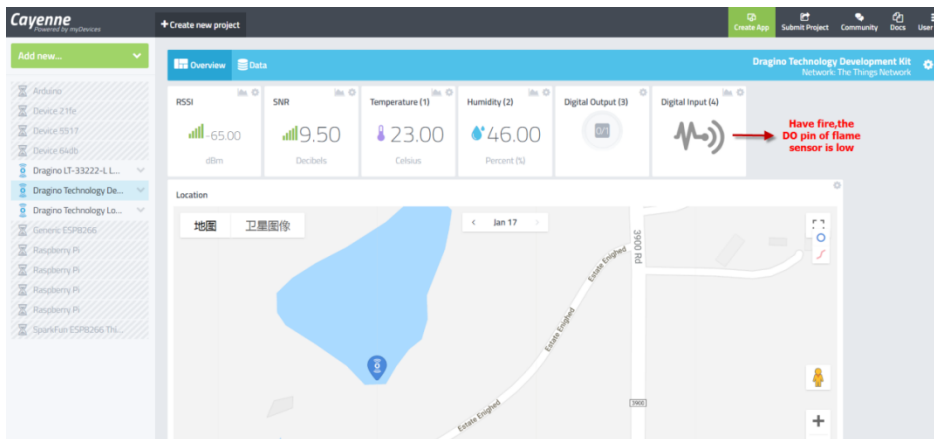 Cayenne
Powered by myDevices
+ Create new project
Create App
Submit Project
Community
Docs
User
Add new...
Overview
Data
Dragino Technology Development Kit
Network: The Things Network
Arduino
Device 21fe
Device 5517
Device 64db
Dragino LT-33222-L L...
Dragino Technology De...
Dragino Technology Lo...
Generic ESP8266
Raspberry Pi
Raspberry Pi
Raspberry Pi
Raspberry Pi
SparkFun ESP8266 Thi...
RSSI
-65.00
dBm
SNR
9.50
Decibels
Temperature (1)
23.00
Celsius
Humidity (2)
46.00
Percent (%)
Digital Output (3)
0/1
Digital Input (4)
Have fire,the
DO pin of flame
sensor is low
Location
地图
卫星图像
Jan 17
3900 Rd
Estate Enighed
Estate Enighed
Estate Enighed
3900